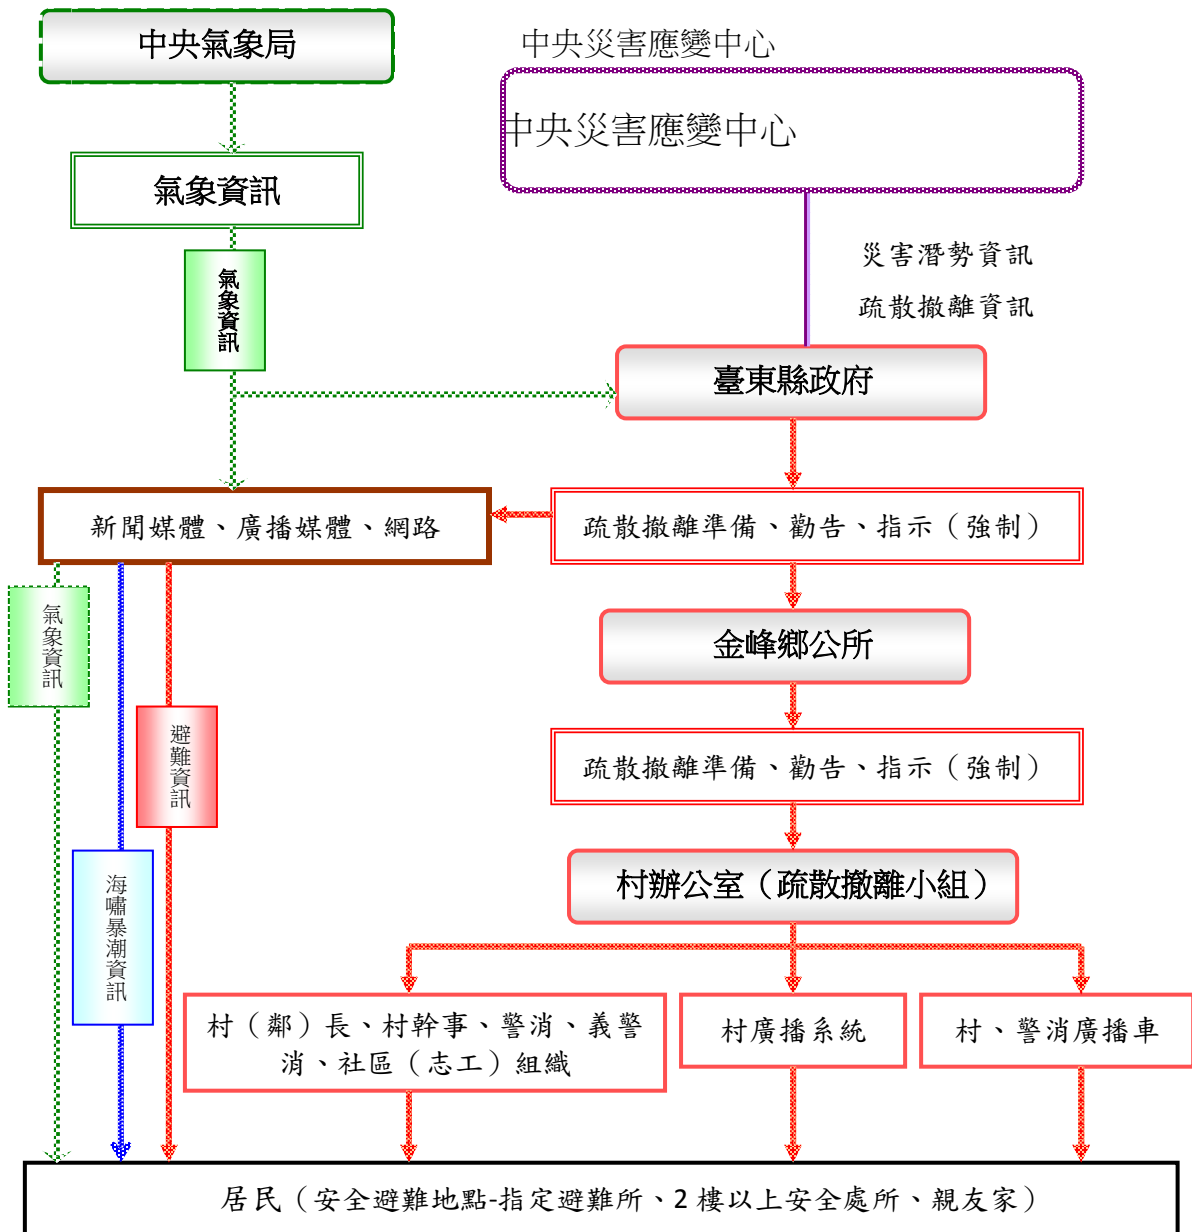 中央氣象局
中央災害應變中心
中央災害應變中心
氣象資訊
氣象資訊
災害潛勢資訊
疏散撤離資訊
臺東縣政府
新聞媒體、廣播媒體、網路
疏散撤離準備、勸告、指示（強制）
氣象資訊
金峰鄉公所
避難資訊
疏散撤離準備、勸告、指示（強制）
海嘯暴潮資訊
村辦公室（疏散撤離小組）
村（鄰）長、村幹事、警消、義警
消、社區（志工）組織
村廣播系統
村、警消廣播車
居民（安全避難地點-指定避難所、2 樓以上安全處所、親友家）